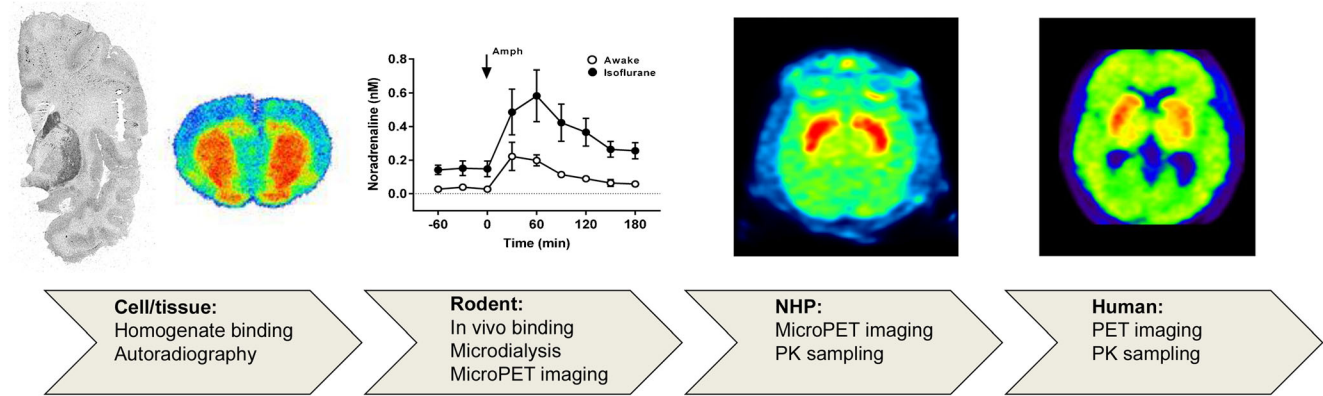 Amph
Awake
Isoflurane
0.8
0.6
0.4
0.2
0.0
Noradrenaline (nM)
-60
0
60
120
180
Time (min)
Cell/tissue:
Homogenate binding
Autoradiography
Rodent:
In vivo binding
Microdialysis
MicroPET imaging
NHP:
MicroPET imaging
PK sampling
Human:
PET imaging
PK sampling